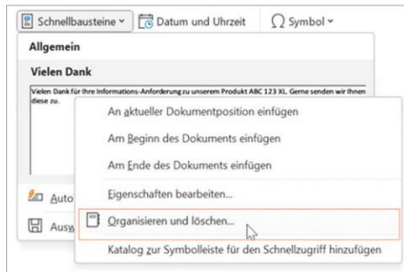 Schnellbausteine Datum und Uhrzeit Symbol
Allgemein
Vielen Dank
Vielen Dank für Ihre Informations-Anforderung zu unserem Produkt ABC 123 XL. Gerne senden wir Ihnen
diese zu.
An aktueller Dokumentposition einfügen
Am Beginn des Dokuments einfügen
Am Ende des Dokuments einfügen
Eigenschaften bearbeiten...
Auto
Organisieren und löschen...
Ausw
Katalog zur Symbolleiste für den Schnellzugriff hinzufügen